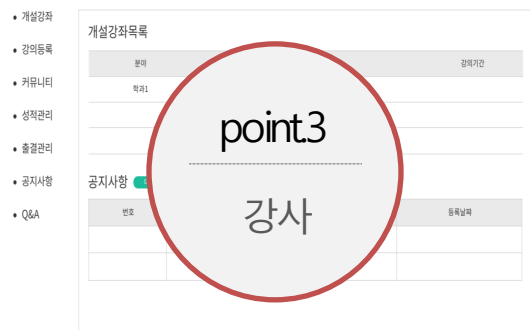 개설강좌
강의등록
커뮤니티
성적관리
출결관리
공지사항
Q&A
개설강좌목록
분야
강의기간
학과1
point.3
강사
공지사항
번호
등록날짜